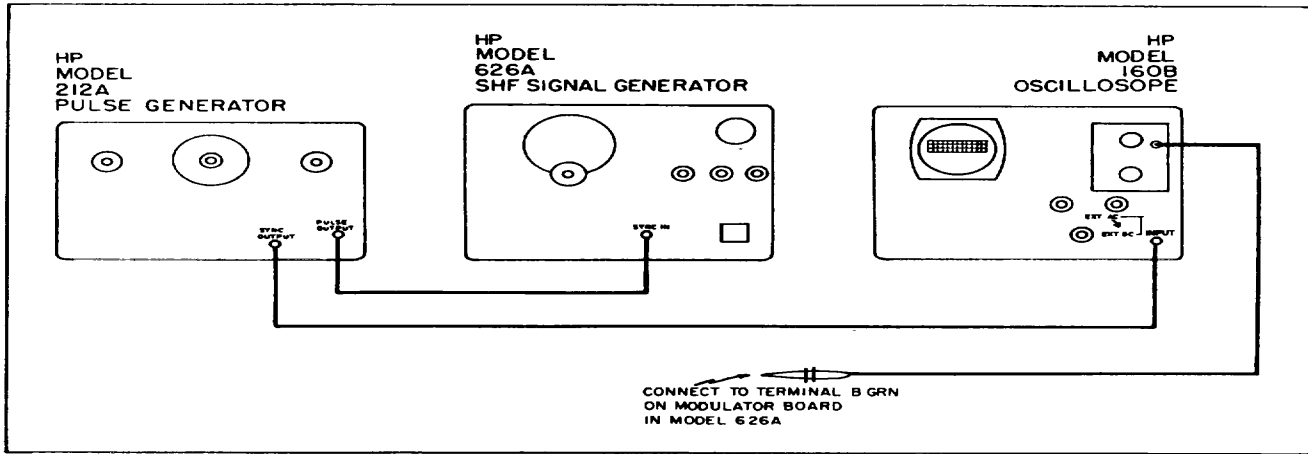 HP
MODEL
212A
PULSE GENERATOR
HP
MODEL
626A
SHF SIGNAL GENERATOR
HP
MODEL
160B
OSCILLOSOPE
SYNC
OUTPUT
PULSE
OUTPUT
SYNC IN
EXT AC
EXT DC
INPUT
CONNECT TO TERMINAL B GRN
ON MODULATOR BOARD
IN MODEL 626A